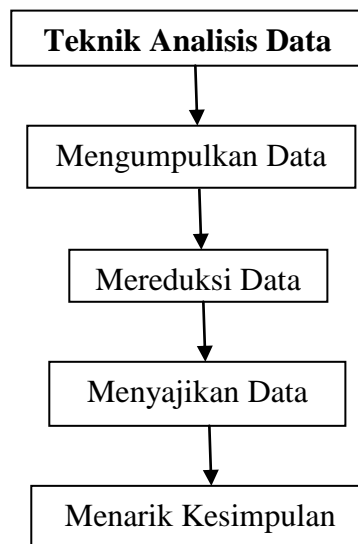 Teknik Analisis Data
Mengumpulkan Data
Mereduksi Data
Menyajikan Data
Menarik Kesimpulan